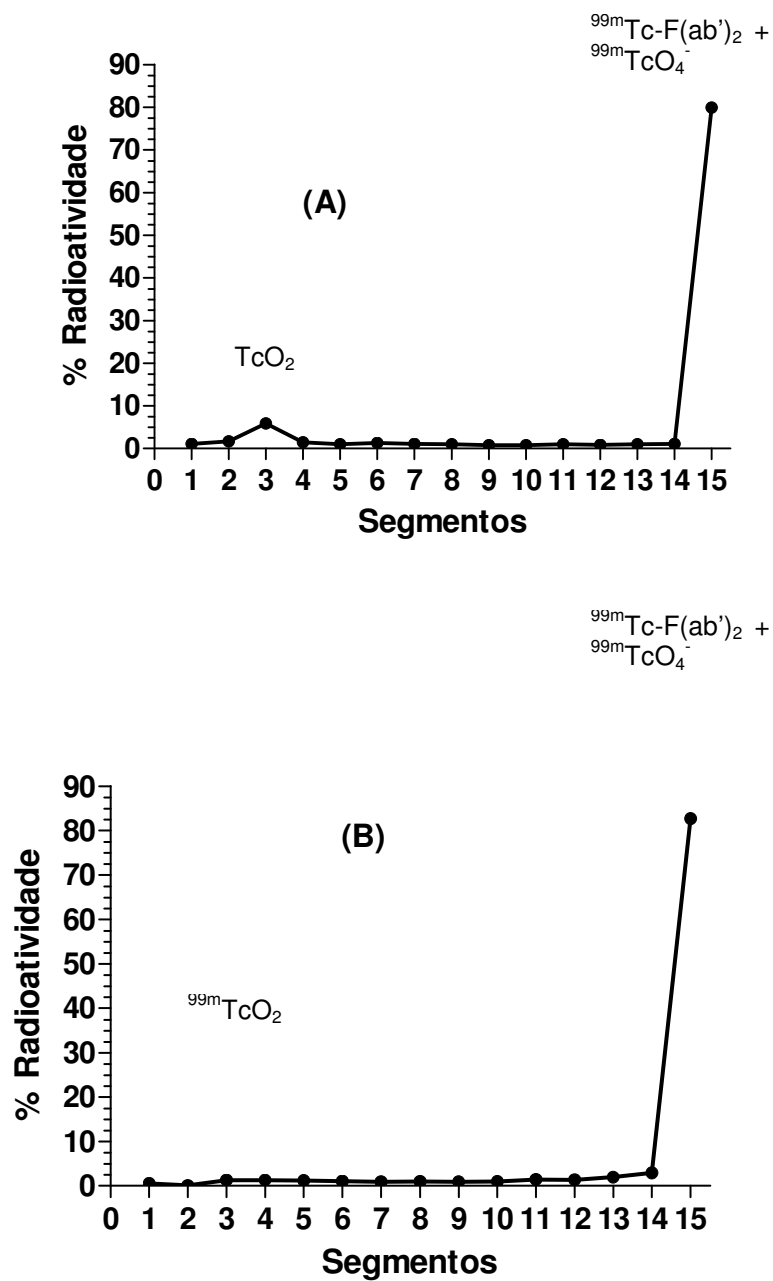 ⁹⁹ᵐTc-F(ab’)₂ +
⁹⁹ᵐTcO₄⁻
90
80
70
60
50
40
30
20
10
0
% Radioatividade
(A)
TcO₂
0 1 2 3 4 5 6 7 8 9 10 11 12 13 14 15
Segmentos
⁹⁹ᵐTc-F(ab’)₂ +
⁹⁹ᵐTcO₄⁻
90
80
70
60
50
40
30
20
10
0
% Radioatividade
(B)
⁹⁹ᵐTcO₂
0 1 2 3 4 5 6 7 8 9 10 11 12 13 14 15
Segmentos